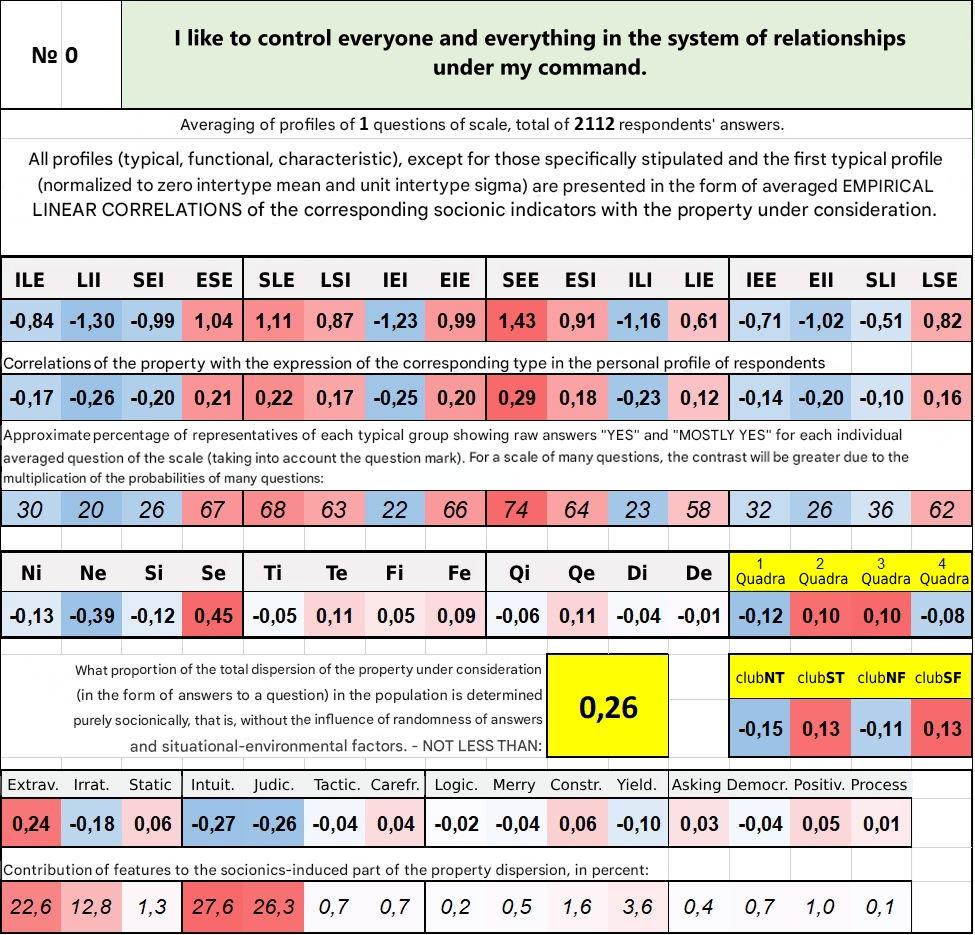 № 0
I like to control everyone and everything in the system of relationships
under my command.
Averaging of profiles of 1 questions of scale, total of 2112 respondents' answers.
All profiles (typical, functional, characteristic), except for those specifically stipulated and the first typical profile
(normalized to zero intertype mean and unit intertype sigma) are presented in the form of averaged EMPIRICAL
LINEAR CORRELATIONS of the corresponding socionic indicators with the property under consideration.
ILE LII SEI ESE SLE LSI IEI EIE SEE ESI ILI LIE IEE EII SLI LSE
-0,84 -1,30 -0,99 1,04 1,11 0,87 -1,23 0,99 1,43 0,91 -1,16 0,61 -0,71 -1,02 -0,51 0,82
Correlations of the property with the expression of the corresponding type in the personal profile of respondents
-0,17 -0,26 -0,20 0,21 0,22 0,17 -0,25 0,20 0,29 0,18 -0,23 0,12 -0,14 -0,20 -0,10 0,16
Approximate percentage of representatives of each typical group showing raw answers "YES" and "MOSTLY YES" for each individual
averaged question of the scale (taking into account the question mark). For a scale of many questions, the contrast will be greater due to the
multiplication of the probabilities of many questions:
30 20 26 67 68 63 22 66 74 64 23 58 32 26 36 62
Ni Ne Si Se Ti Te Fi Fe Qi Qe Di De 1 Quadra 2 Quadra 3 Quadra 4 Quadra
-0,13 -0,39 -0,12 0,45 -0,05 0,11 0,05 0,09 -0,06 0,11 -0,04 -0,01 -0,12 0,10 0,10 -0,08
What proportion of the total dispersion of the property under consideration
(in the form of answers to a question) in the population is determined
purely socionically, that is, without the influence of randomness of answers
and situational-environmental factors. - NOT LESS THAN:
0,26
clubNT clubST clubNF clubSF
-0,15 0,13 -0,11 0,13
Extrav. Irrat. Static Intuit. Judic. Tactic. Carefr. Logic. Merry Constr. Yield. Asking Democr. Positiv. Process
0,24 -0,18 0,06 -0,27 -0,26 -0,04 0,04 -0,02 -0,04 0,06 -0,10 0,03 -0,04 0,05 0,01
Contribution of features to the socionics-induced part of the property dispersion, in percent:
22,6 12,8 1,3 27,6 26,3 0,7 0,7 0,2 0,5 1,6 3,6 0,4 0,7 1,0 0,1